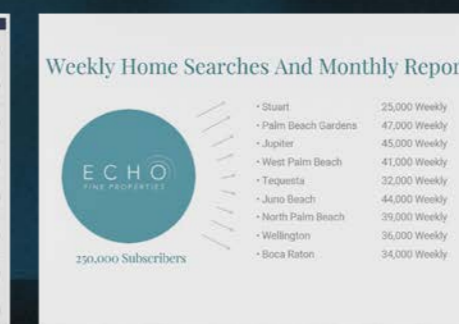 Weekly Home Searches And Monthly Repor
ECHO
FINE PROPERTIES
250,000 Subscribers
• Stuart 25,000 Weekly
• Palm Beach Gardens 47,000 Weekly
• Jupiter 45,000 Weekly
• West Palm Beach 41,000 Weekly
• Tequesta 32,000 Weekly
• Juno Beach 44,000 Weekly
• North Palm Beach 39,000 Weekly
• Wellington 36,000 Weekly
• Boca Raton 34,000 Weekly